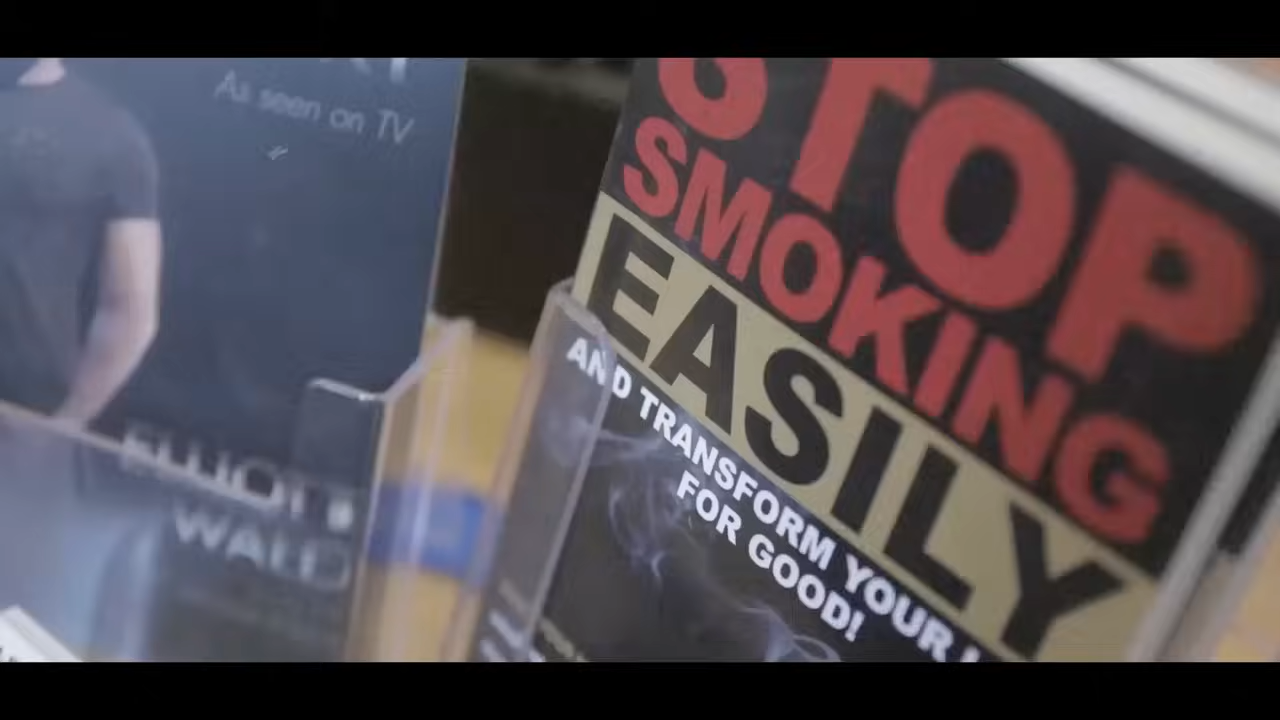 As seen on TV
ELLIOTT
WALD
STOP
SMOKING
EASILY
AND TRANSFORM YOUR
FOR GOOD!